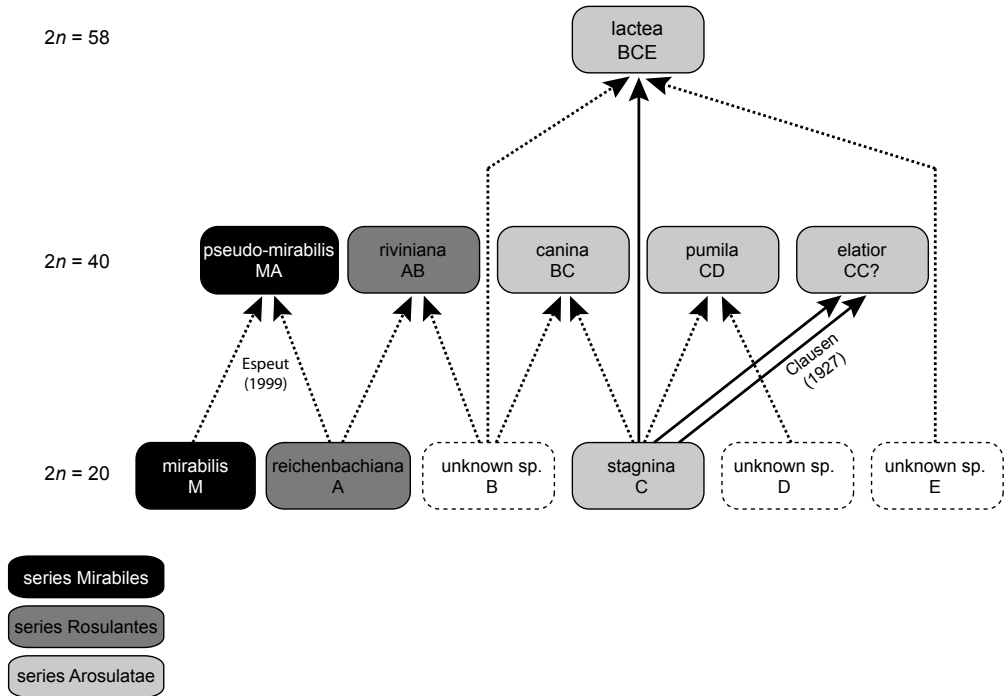 2n = 58
lactea
BCE
2n = 40
pseudo-mirabilis
MA
riviniana
AB
canina
BC
pumila
CD
elatior
CC?
Espeut
(1999)
Clausen
(1927)
2n = 20
mirabilis
M
reichenbachiana
A
unknown sp.
B
stagnina
C
unknown sp.
D
unknown sp.
E
series Mirabiles
series Rosulantes
series Arosulatae